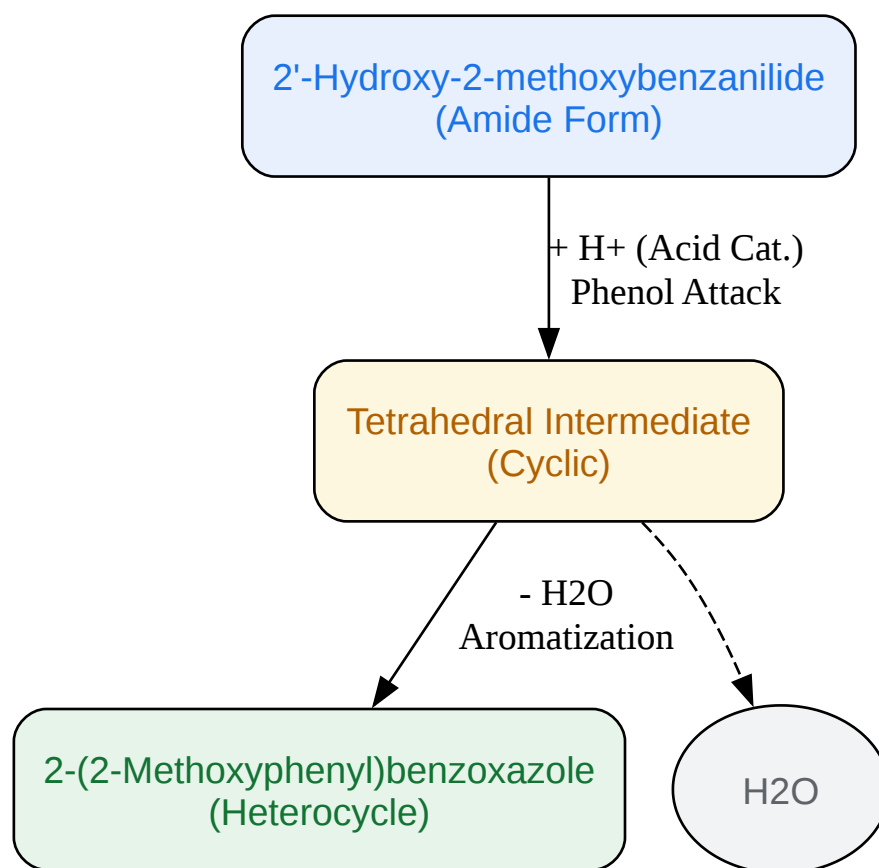 2'-Hydroxy-2-methoxybenzanilide
(Amide Form)
+ H+ (Acid Cat.)
Phenol Attack
Tetrahedral Intermediate
(Cyclic)
- H2O
Aromatization
2-(2-Methoxyphenyl)benzoxazole
(Heterocycle)
H2O